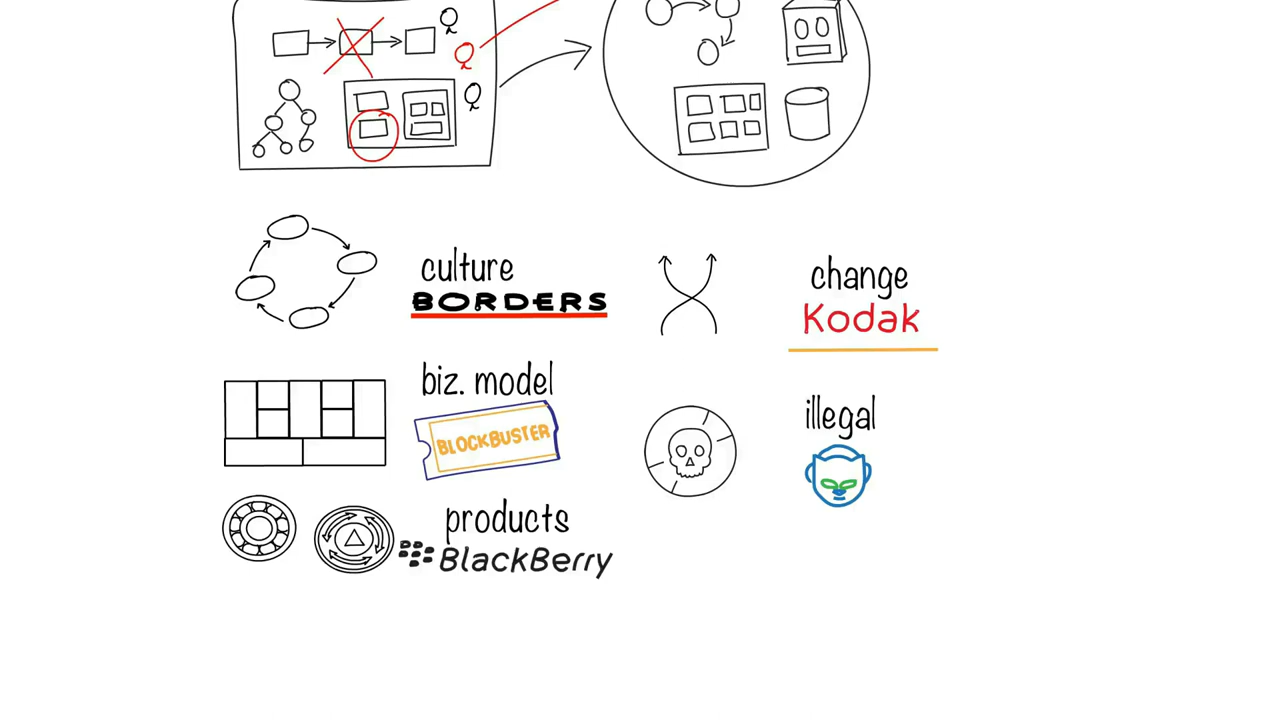 culture
BORDERS
change
Kodak
biz. model
BLOCKBUSTER
illegal
products
BlackBerry